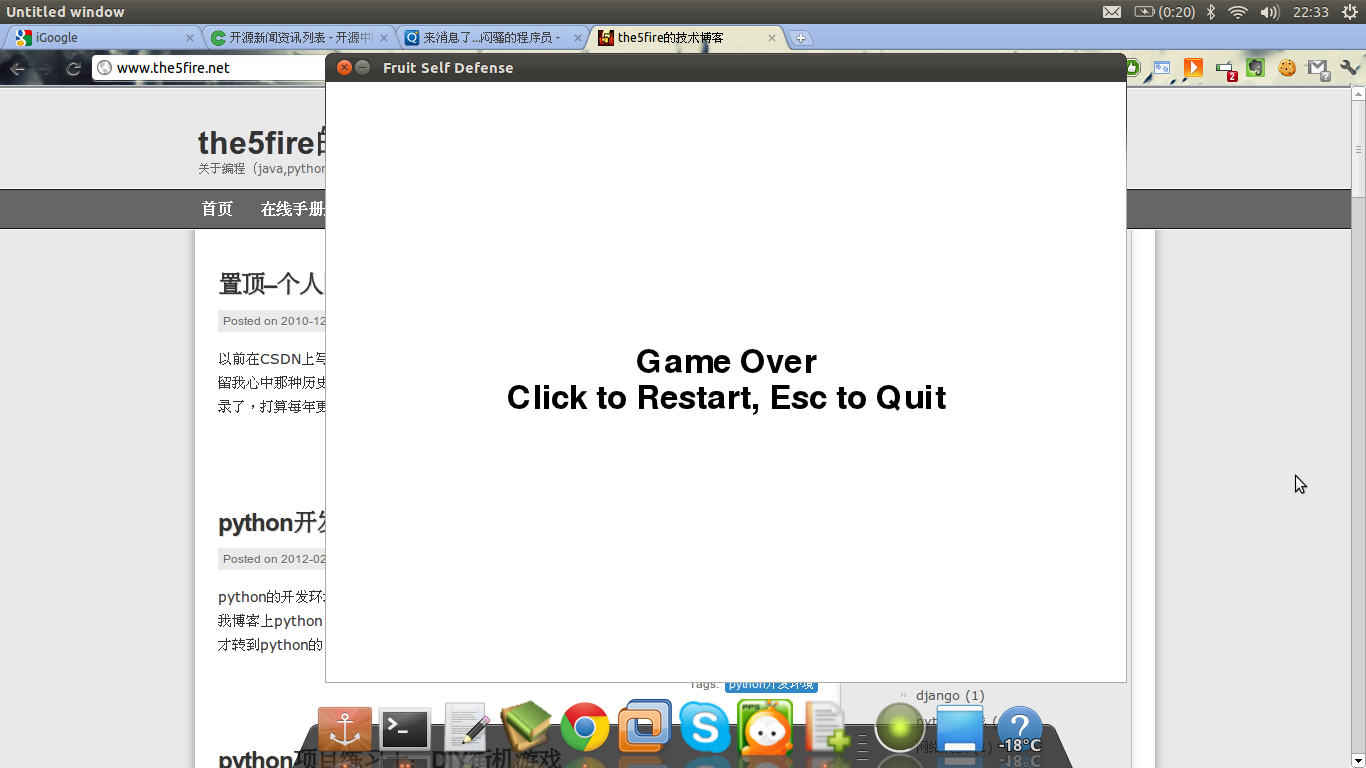 Untitled window
(0:20)
22:33
iGoogle
开源新闻资讯列表 - 开源中
来消息了...闷骚的程序员 -
the5fire的技术博客
www.the5fire.net
2
Fruit Self Defense
the5fire的
关于编程（java,python
首页
在线手册
置顶—个人
Posted on 2010-12
以前在CSDN上写
留我心中那种历史
录了，打算每年更
Game Over
Click to Restart, Esc to Quit
python开发
Posted on 2012-02
python的开发环
我博客上python
才转到python的
Tags:
python开发环境
django (1)
PPS
-18°C
python项目练习十：DIY街机游戏